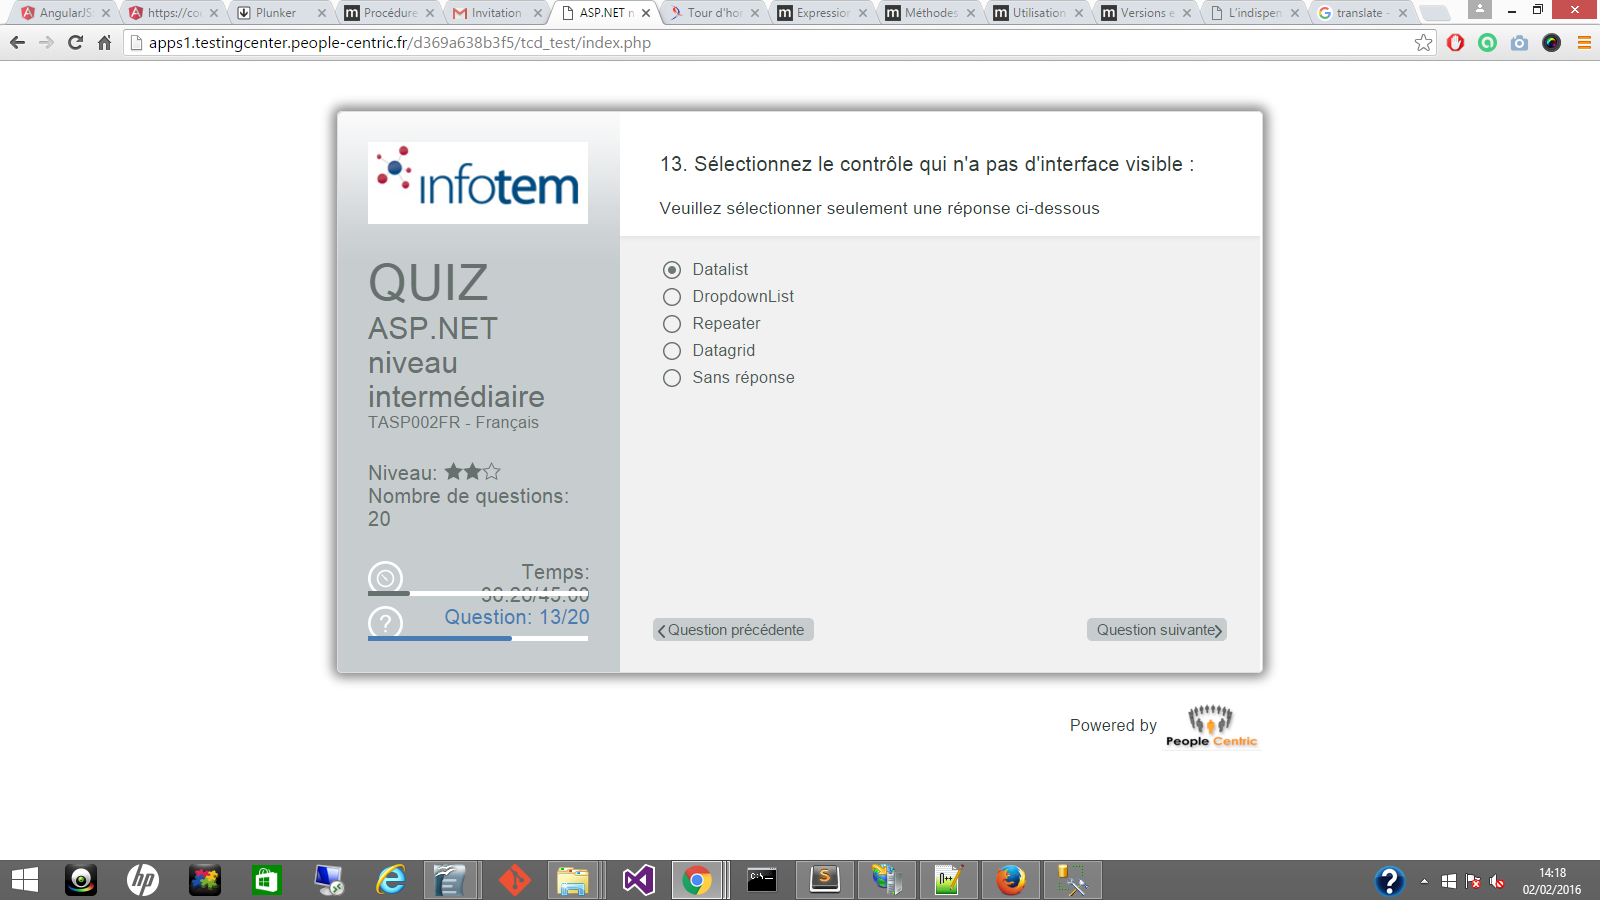 AngularJS:
https://co
Plunker
Procédure
Invitation
ASP.NET n
Tour d'hor
Expression
Méthodes
Utilisation
Versions e
L'indispen
translate -
apps1.testingcenter.people-centric.fr/d369a638b3f5/tcd_test/index.php
infotem
QUIZ
ASP.NET
niveau
intermédiaire
TASP002FR - Français
Niveau:
Nombre de questions:
20
Temps:
Question: 13/20
13. Sélectionnez le contrôle qui n'a pas d'interface visible :
Veuillez sélectionner seulement une réponse ci-dessous
Datalist
DropdownList
Repeater
Datagrid
Sans réponse
Question précédente
Question suivante
Powered by
People Centric
14:18
02/02/2016